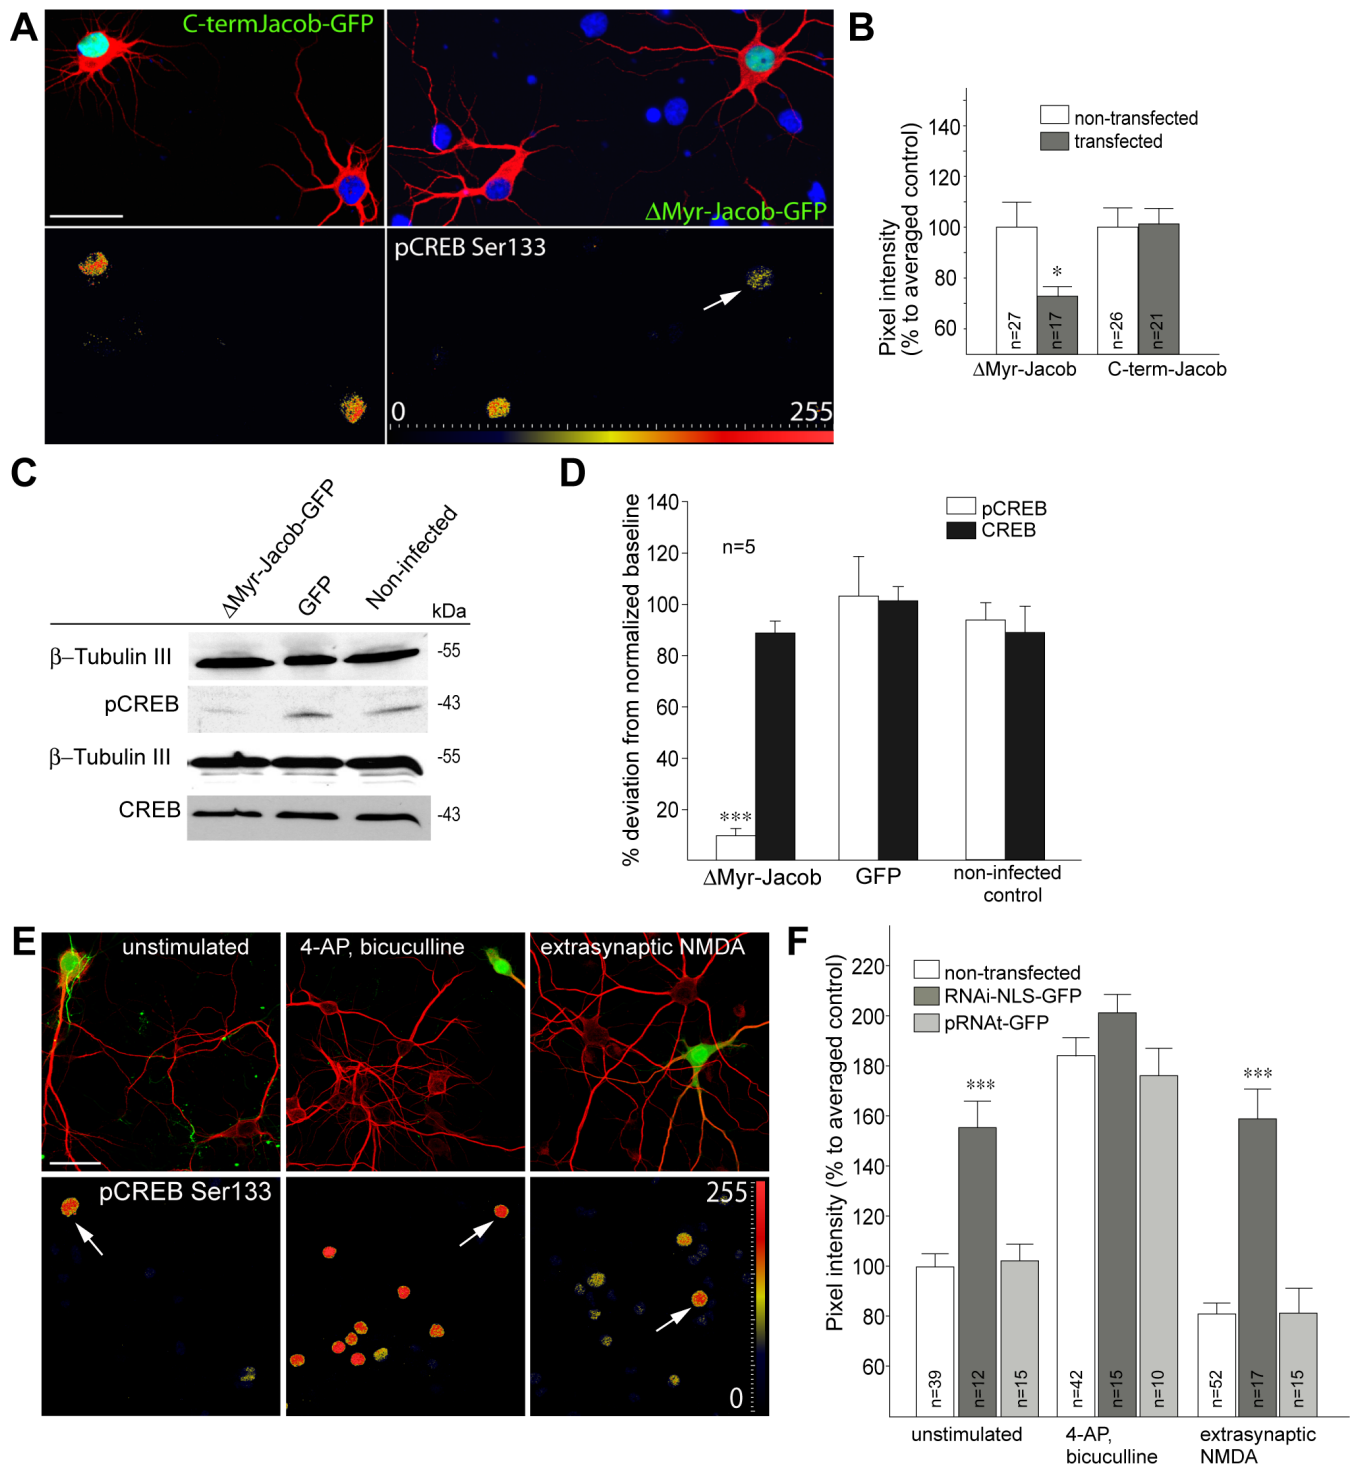 A
C-termJacob-GFP
ΔMyr-Jacob-GFP
pCREB Ser133
0
255
B
Pixel intensity
(% to averaged control)
140
120
100
80
60
non-transfected
transfected
*
n=27
n=17
n=26
n=21
ΔMyr-Jacob
C-term-Jacob
C
ΔMyr-Jacob-GFP
GFP
Non-infected
kDa
β–Tubulin III
-55
pCREB
-43
β–Tubulin III
-55
CREB
-43
D
% deviation from normalized baseline
140
120
100
80
60
40
20
n=5
pCREB
CREB
***
ΔMyr-Jacob
GFP
non-infected
control
E
unstimulated
4-AP, bicuculline
extrasynaptic NMDA
pCREB Ser133
255
0
F
Pixel intensity (% to averaged control)
220
200
180
160
140
120
100
80
60
non-transfected
RNAi-NLS-GFP
pRNAt-GFP
***
***
n=39
n=12
n=15
n=42
n=15
n=10
n=52
n=17
n=15
unstimulated
4-AP,
bicuculline
extrasynaptic
NMDA